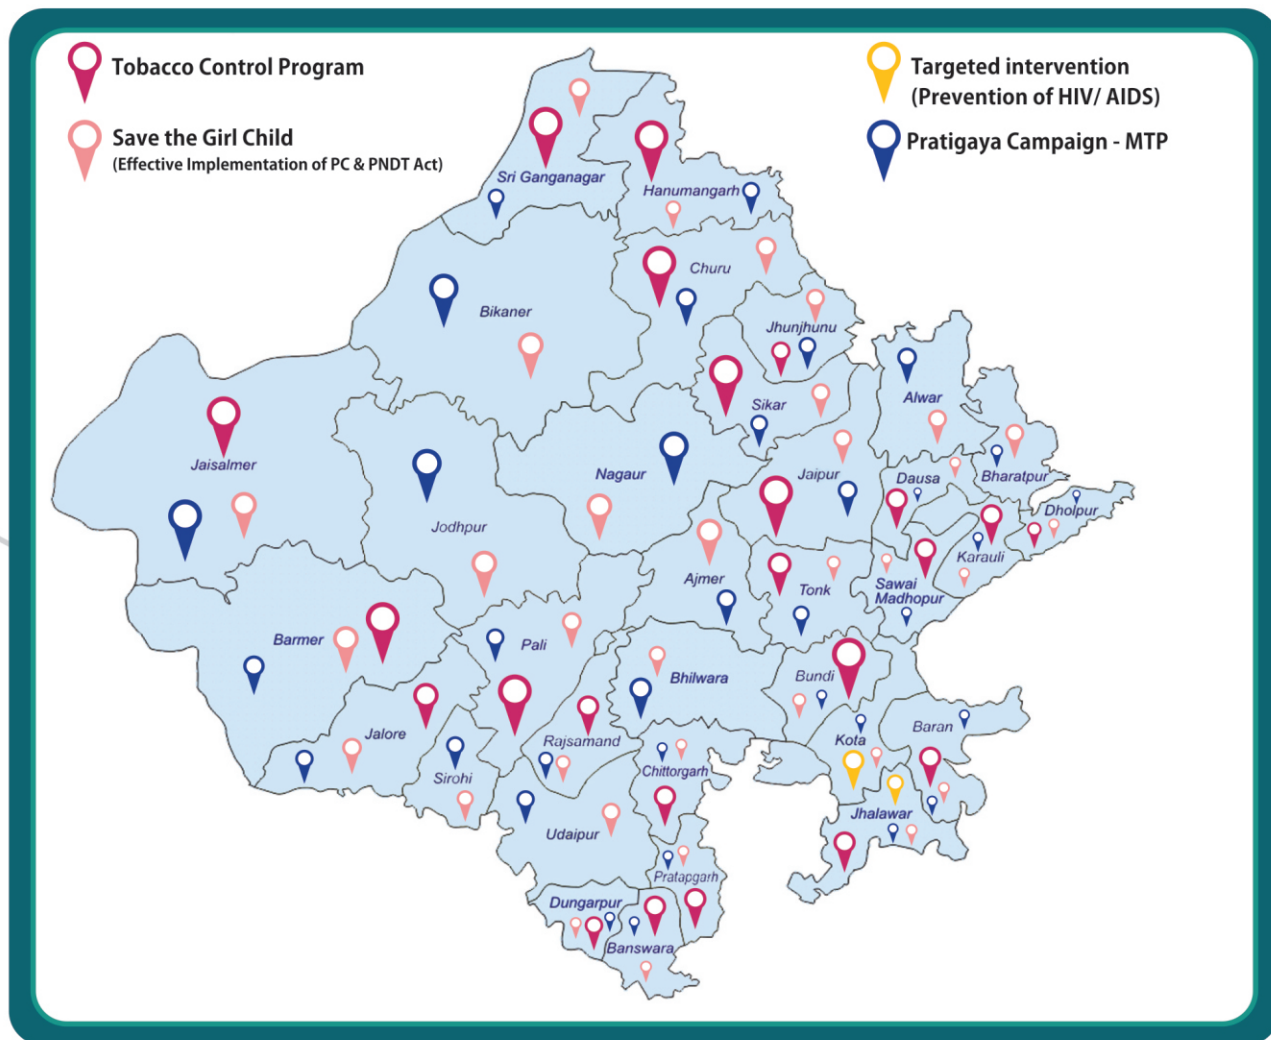 Tobacco Control Program
Save the Girl Child
(Effective Implementation of PC & PNDT Act)
Targeted intervention
(Prevention of HIV/ AIDS)
Pratigaya Campaign - MTP
Sri Ganganagar
Hanumangarh
Churu
Bikaner
Jhunjhunu
Sikar
Alwar
Jaisalmer
Nagaur
Jaipur
Dausa
Bharatpur
Jodhpur
Dholpur
Karauli
Ajmer
Tonk
Sawai
Madhopur
Barmer
Pali
Bhilwara
Bundi
Jalore
Rajsamand
Kota
Baran
Sirohi
Chittorgarh
Udaipur
Jhalawar
Pratapgarh
Dungarpur
Banswara